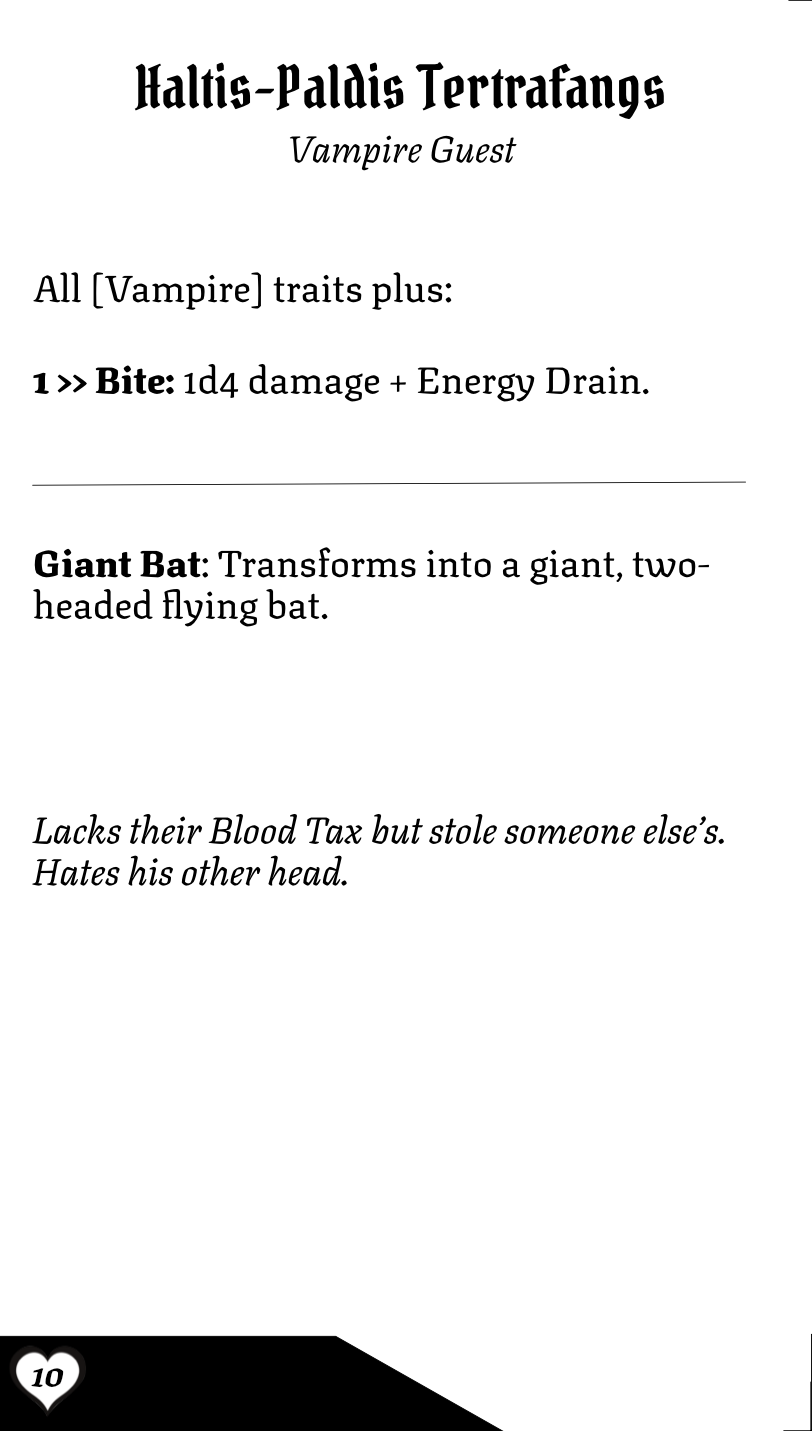 Haltis-Paldis Tertrafangs
Vampire Guest
All [Vampire] traits plus:
1 >> Bite: 1d4 damage + Energy Drain.
Giant Bat: Transforms into a giant, two-
headed flying bat.
Lacks their Blood Tax but stole someone else’s.
Hates his other head.
10